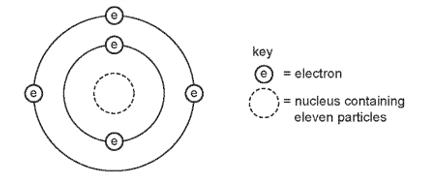 e
e
e
e
e
key
e = electron
= nucleus containing
eleven particles